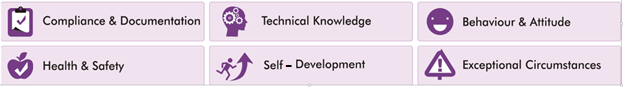 Compliance & Documentation
Technical Knowledge
Behaviour & Attitude
Health & Safety
Self – Development
Exceptional Circumstances